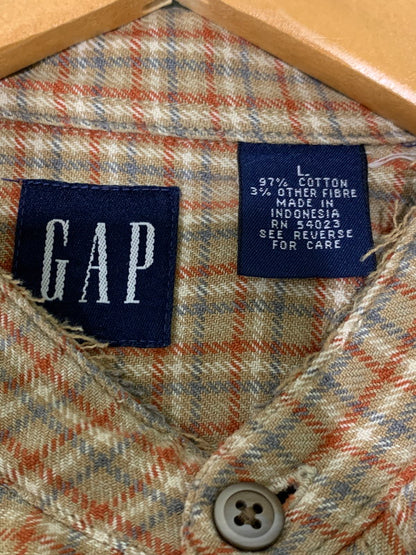 GAP
L.
97% COTTON
3% OTHER FIBRE
MADE IN
INDONESIA
RN 54023
SEE REVERSE
FOR CARE